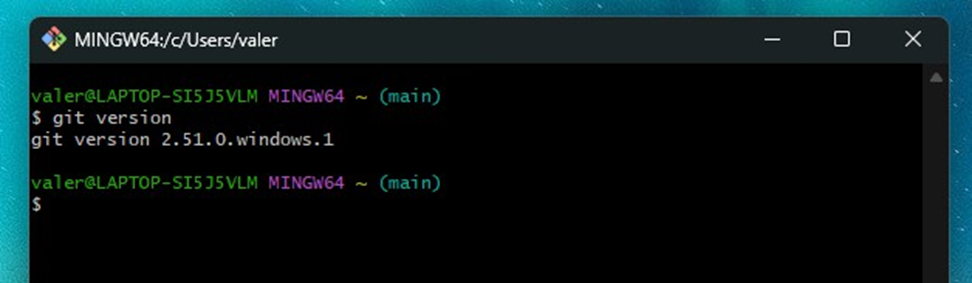 MINGW64:/c/Users/valer
valer@LAPTOP-SI5J5VLM MINGW64 ~ (main)
$ git version
git version 2.51.0.windows.1
valer@LAPTOP-SI5J5VLM MINGW64 ~ (main)
$